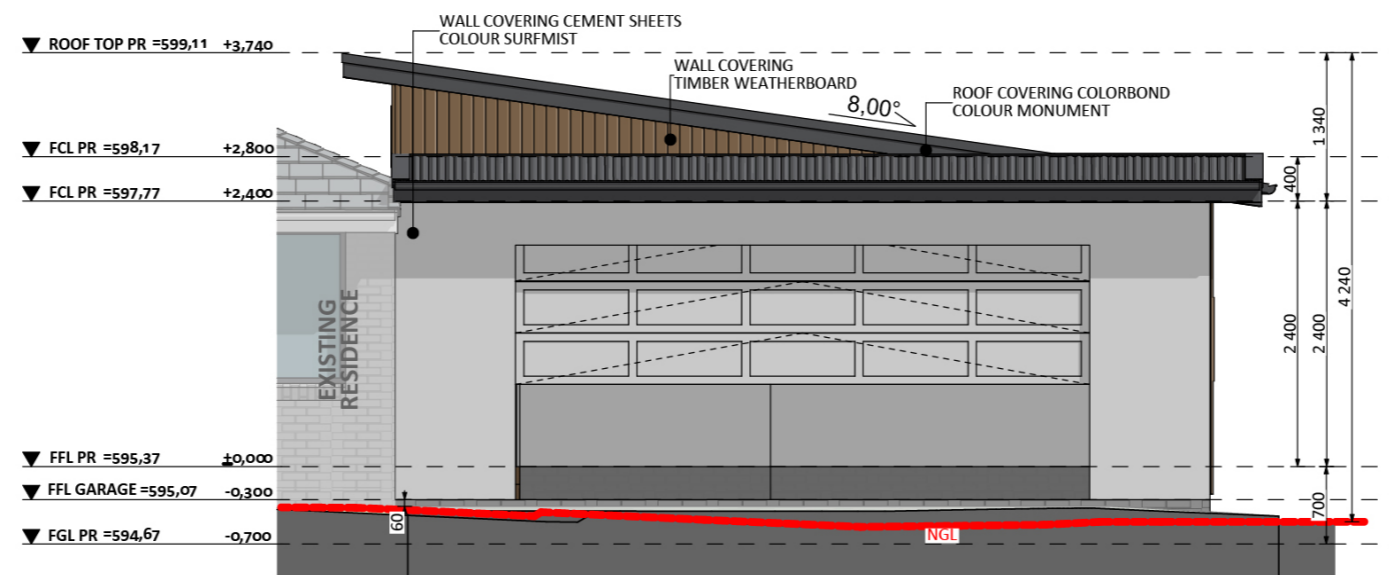 WALL COVERING CEMENT SHEETS
COLOUR SURFMIST
ROOF TOP PR =599,11 +3,740
WALL COVERING
TIMBER WEATHERBOARD
ROOF COVERING COLORBOND
COLOUR MONUMENT
8,00°
1 340
FCL PR =598,17 +2,800
400
FCL PR =597,77 +2,400
4 240
EXISTING
RESIDENCE
2 400
2 400
FFL PR =595,37 ±0,000
FFL GARAGE =595,07 -0,300
700
60
NGL
FGL PR =594,67 -0,700